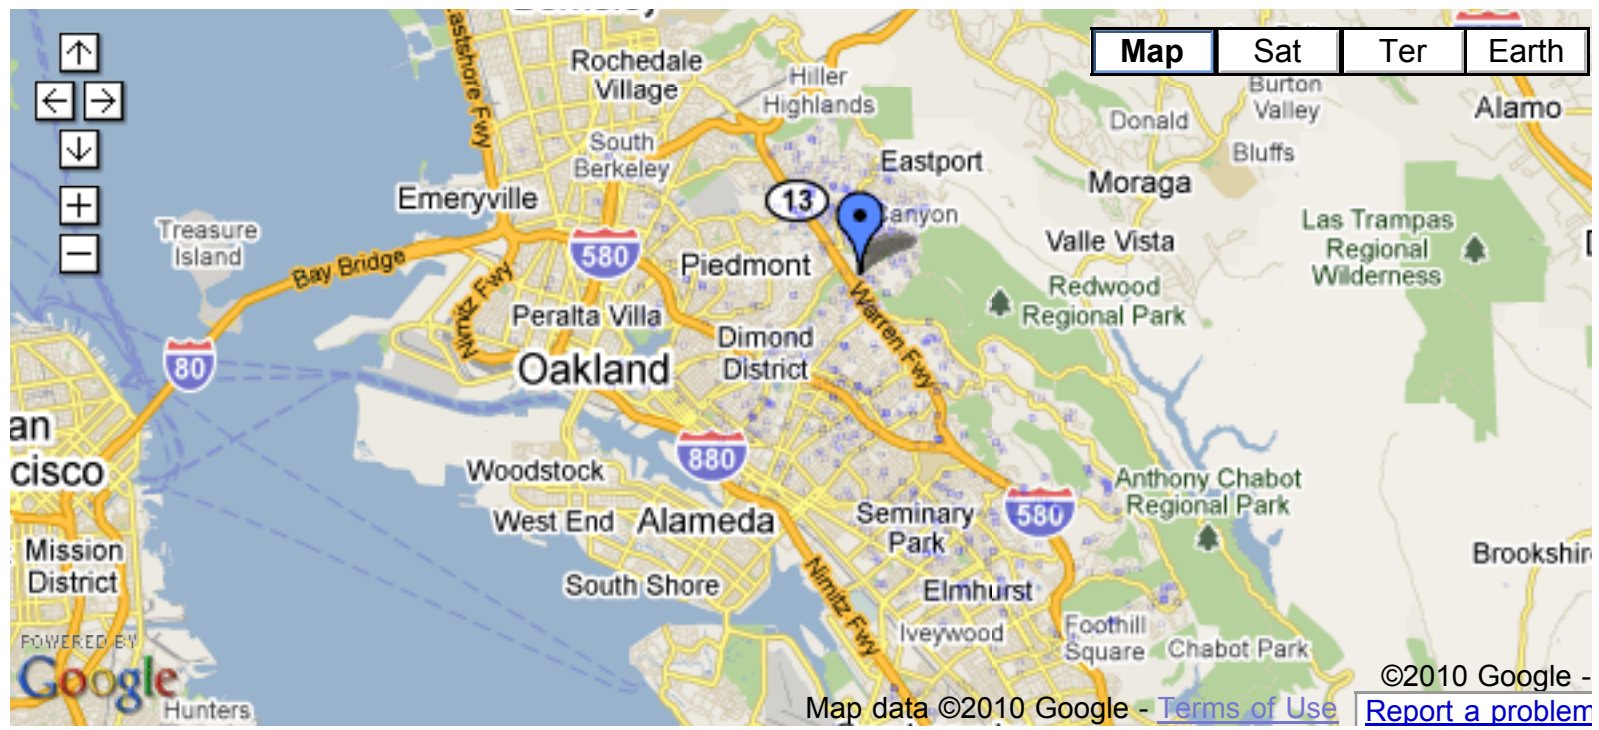 Berkeley
Eastshore Fwy
Rochedale
Village
Hiller
Highlands
Map
Sat
Ter
Earth
Burton
Valley
Alamo
Donald
Bluffs
South
Berkeley
Eastport
Moraga
Emeryville
13
anyon
Treasure
Island
Las Trampas
Regional
Wilderness
Valle Vista
580
Piedmont
Bay Bridge
Nimitz Fwy
Redwood
Regional Park
Warren Fwy
Peralta Villa
Dimond
District
80
Oakland
an
cisco
880
Woodstock
Anthony Chabot
Regional Park
West End
Alameda
Seminary
Park
580
Mission
District
Brookshir
South Shore
Nimitz Fwy
Elmhurst
Iveywood
Foothill
Square
Chabot Park
POWERED BY
Google
Hunters
©2010 Google -
Map data ©2010 Google - Terms of Use
Report a problem